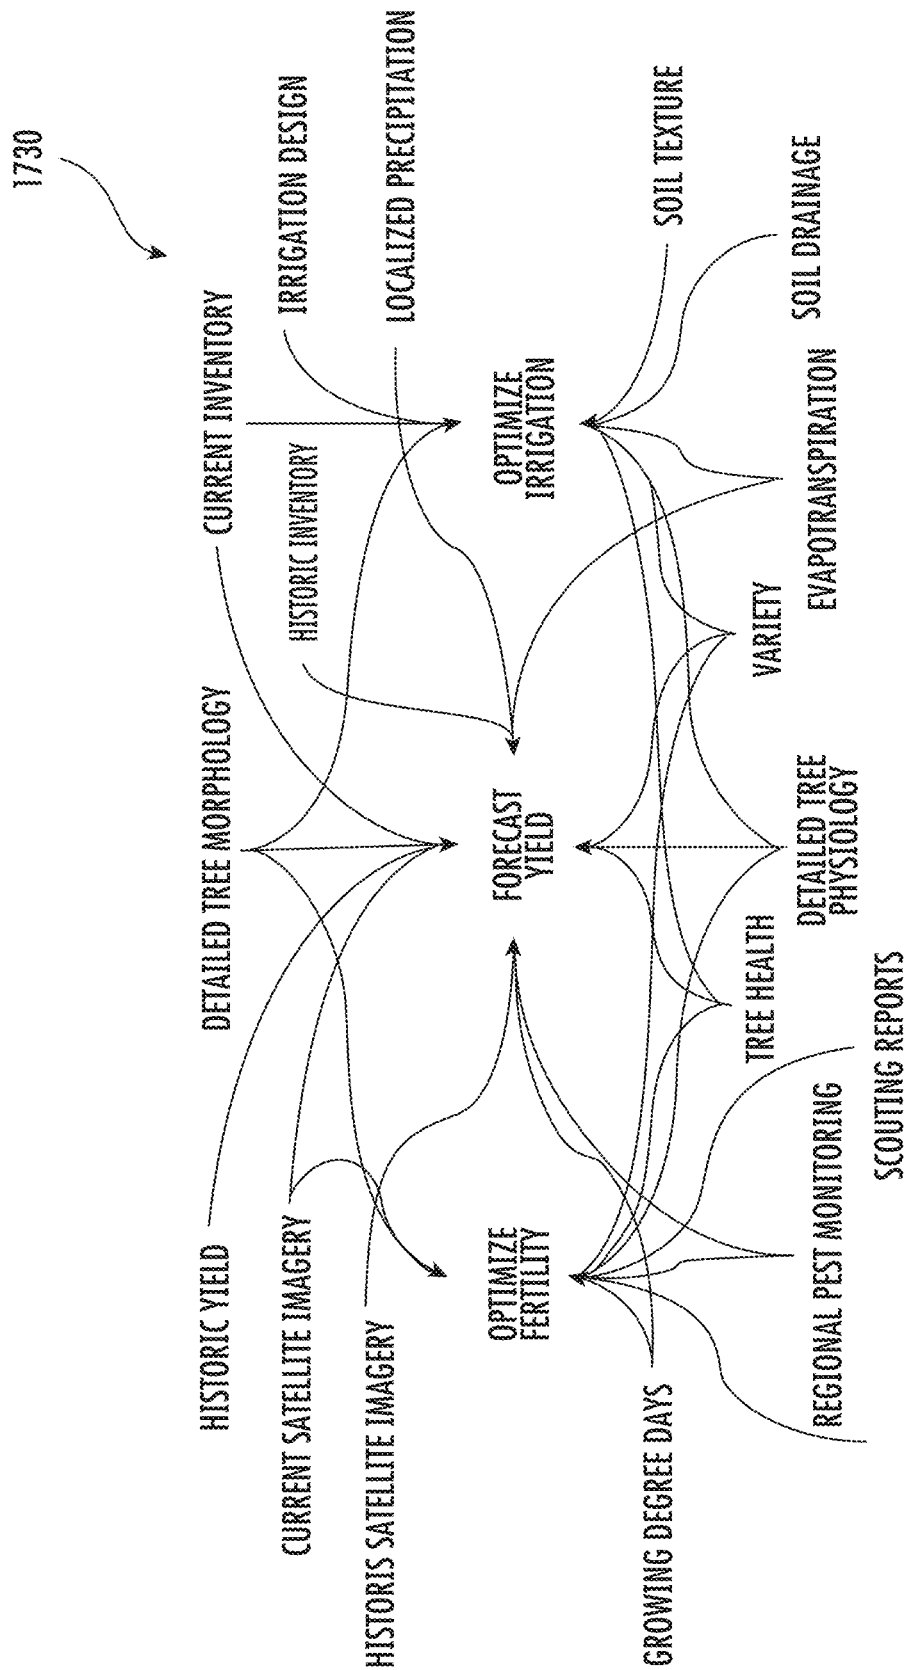 1730
HISTORIC YIELD
DETAILED TREE MORPHOLOGY
CURRENT INVENTORY
CURRENT SATELLITE IMAGERY
HISTORIC INVENTORY
IRRIGATION DESIGN
HISTORIS SATELLITE IMAGERY
LOCALIZED PRECIPITATION
OPTIMIZE
FERTILITY
FORECAST
YIELD
OPTIMIZE
IRRIGATION
GROWING DEGREE DAYS
SOIL TEXTURE
TREE HEALTH
VARIETY
REGIONAL PEST MONITORING
DETAILED TREE
PHYSIOLOGY
EVAPOTRANSPIRATION
SOIL DRAINAGE
SCOUTING REPORTS